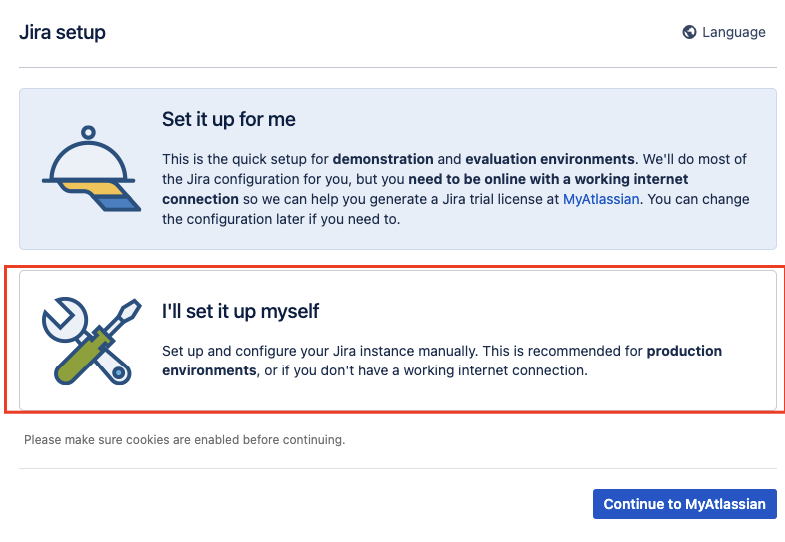 Jira setup
Language
Set it up for me
This is the quick setup for demonstration and evaluation environments. We'll do most of
the Jira configuration for you, but you need to be online with a working internet
connection so we can help you generate a Jira trial license at MyAtlassian. You can change
the configuration later if you need to.
I'll set it up myself
Set up and configure your Jira instance manually. This is recommended for production
environments, or if you don't have a working internet connection.
Please make sure cookies are enabled before continuing.
Continue to MyAtlassian